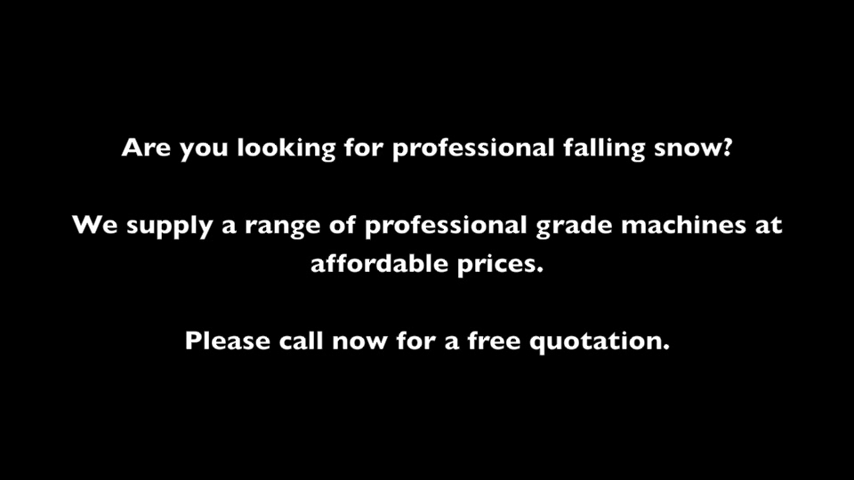 Are you looking for professional falling snow?
We supply a range of professional grade machines at
affordable prices.
Please call now for a free quotation.